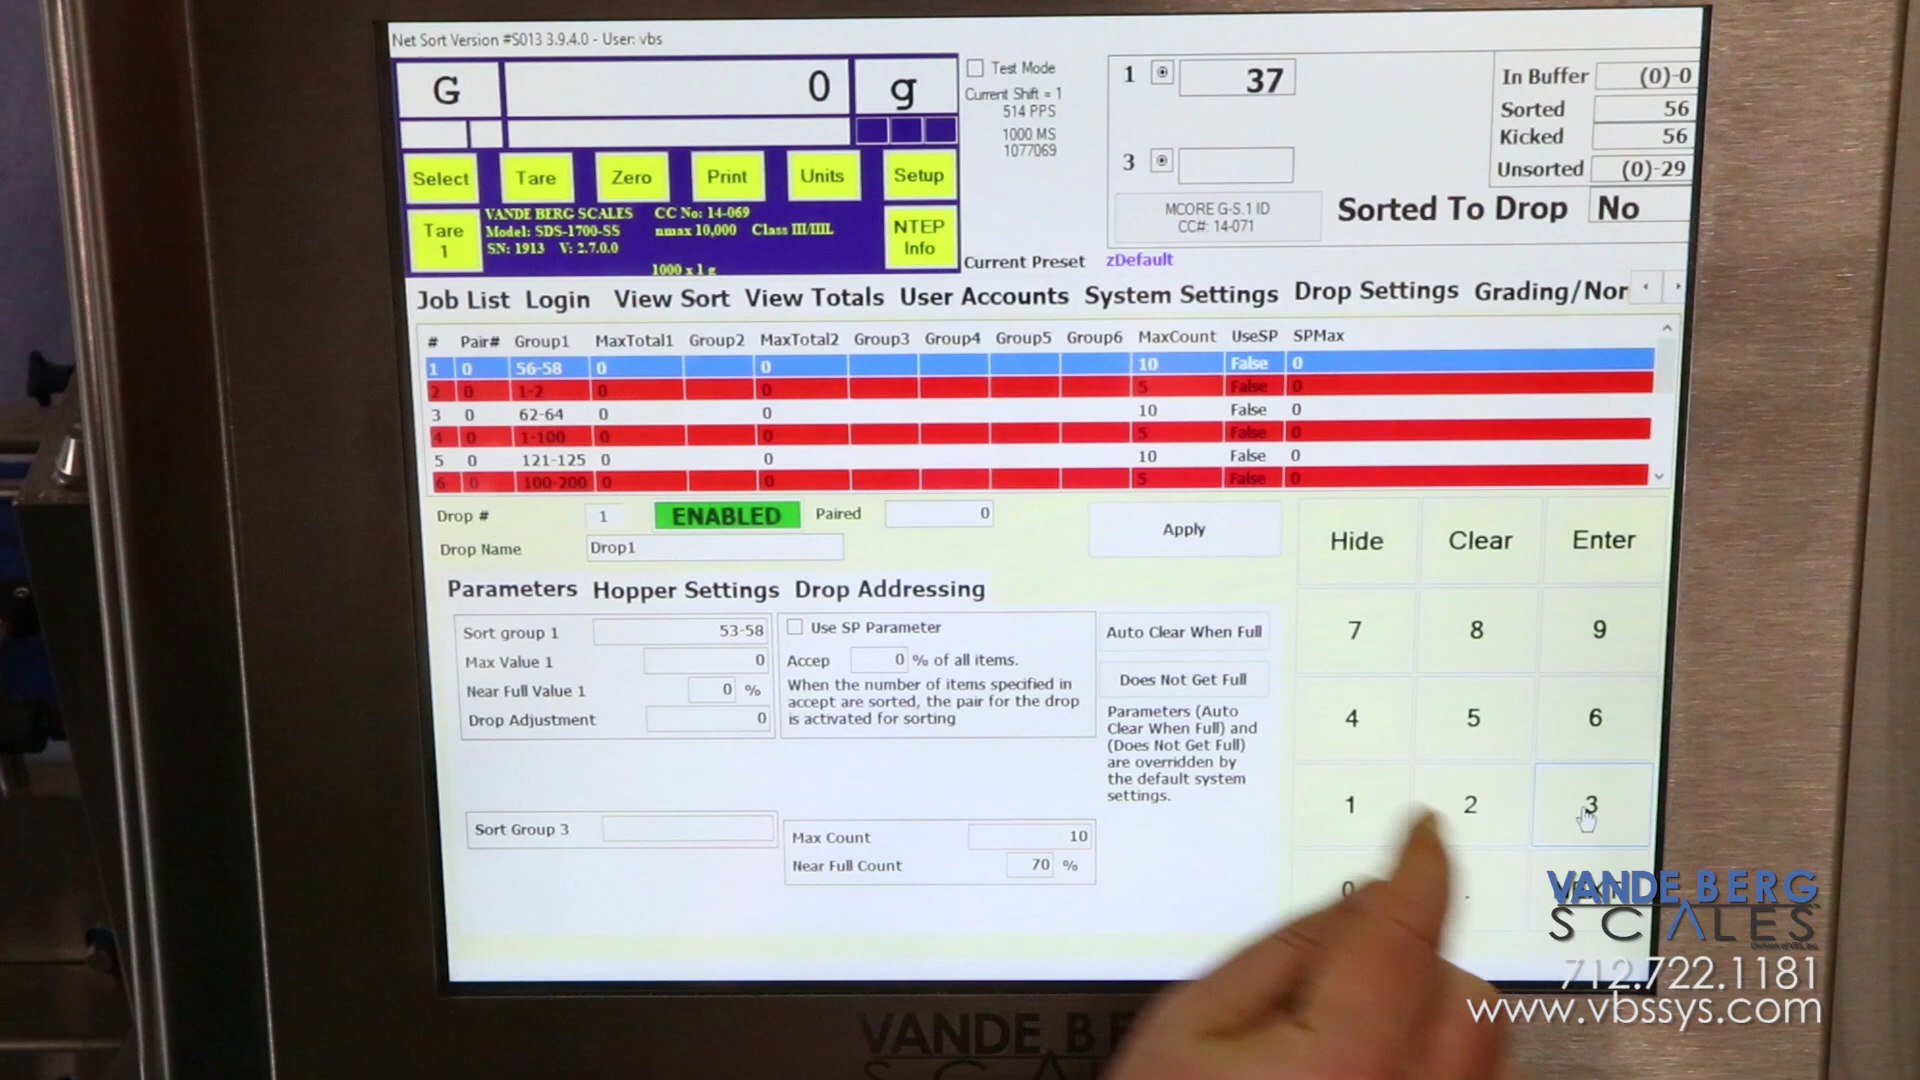 Net Sort Version #S013 3.9.4.0 - User: vbs
G 0 g
Select Tare Zero Print Units Setup
Tare 1
VANDE BERG SCALES CC No: 14-069
Model: SDS-1700-SS nmax 10,000 Class III/IIIL
SN: 1913 V: 2.7.0.0
1000 x 1 g
NTEP Info
Test Mode
Current Shift = 1
514 PPS
1000 MS
1077069
1 37
3
MCORE G-S.1 ID
CC#: 14-071
In Buffer (0)-0
Sorted 56
Kicked 56
Unsorted (0)-29
Sorted To Drop No
Current Preset zDefault
Job List Login View Sort View Totals User Accounts System Settings Drop Settings Grading/Nor
# Pair# Group1 MaxTotal1 Group2 MaxTotal2 Group3 Group4 Group5 Group6 MaxCount UseSP SPMax
1 0 56-58 0 0 10 False 0
2 0 1-2 0 0 5 False 0
3 0 62-64 0 0 10 False 0
4 0 1-100 0 0 5 False 0
5 0 121-125 0 0 10 False 0
6 0 100-200 0 0 5 False 0
Drop # 1 ENABLED Paired 0
Drop Name Drop1
Apply
Parameters Hopper Settings Drop Addressing
Sort group 1 53-58
Max Value 1 0
Near Full Value 1 0 %
Drop Adjustment 0
Use SP Parameter
Accep 0 % of all items.
When the number of items specified in
accept are sorted, the pair for the drop
is activated for sorting
Auto Clear When Full
Does Not Get Full
Parameters (Auto
Clear When Full) and
(Does Not Get Full)
are overridden by
the default system
settings.
Sort Group 3
Max Count 10
Near Full Count 70 %
Hide Clear Enter
7 8 9
4 5 6
1 2 3
0 .
VANDE BERG
SCALES
712.722.1181
www.vbssys.com
VANDE B